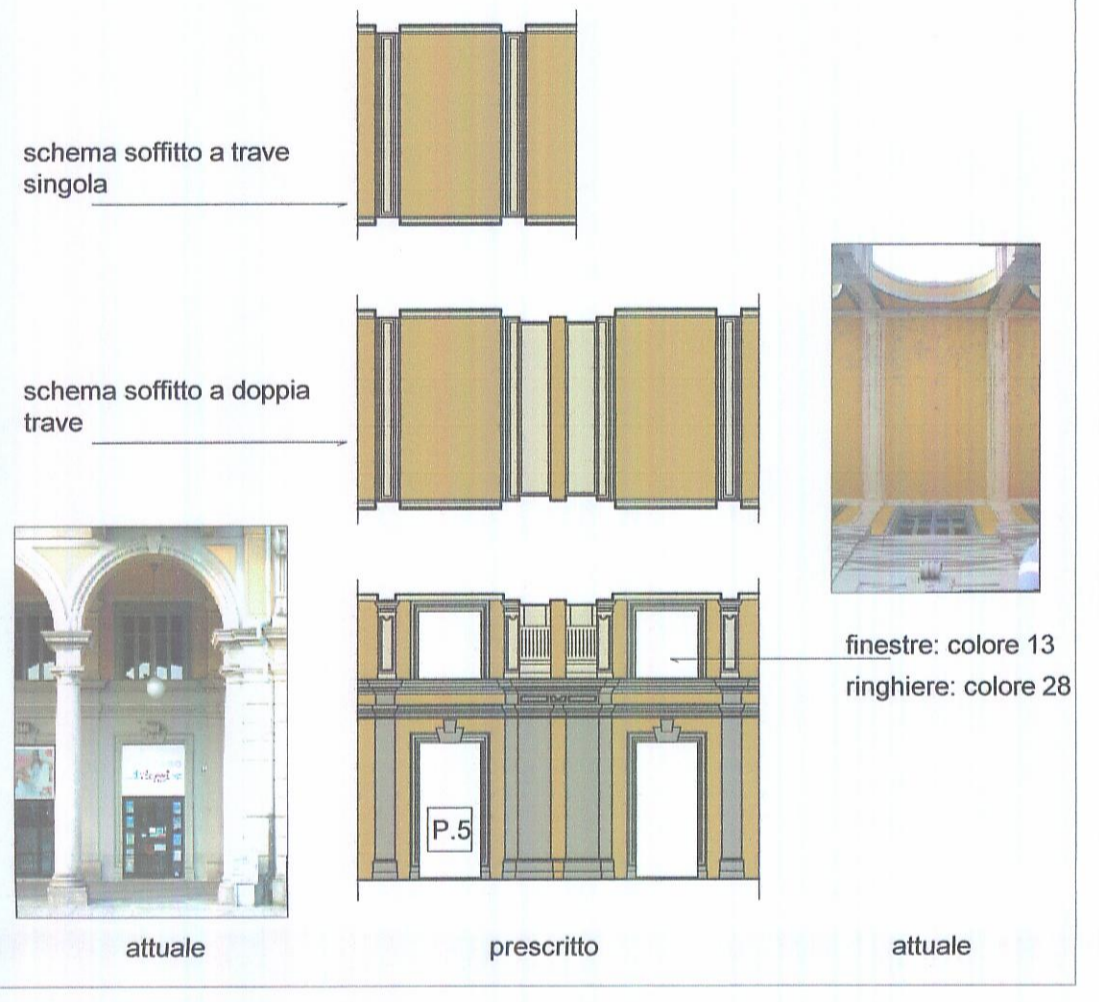 schema soffitto a trave
singola
schema soffitto a doppia
trave
finestre: colore 13
ringhiere: colore 28
P.5
attuale
prescritto
attuale